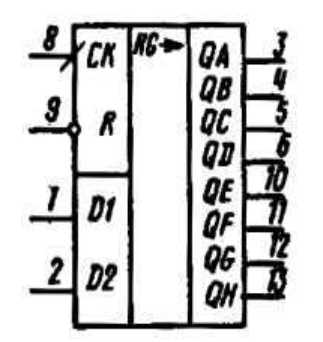 8 CK RG→ QA 3
QB 4
9 R QC 5
QD 6
QE 10
1 D1 QF 11
QG 12
2 D2 QH 13